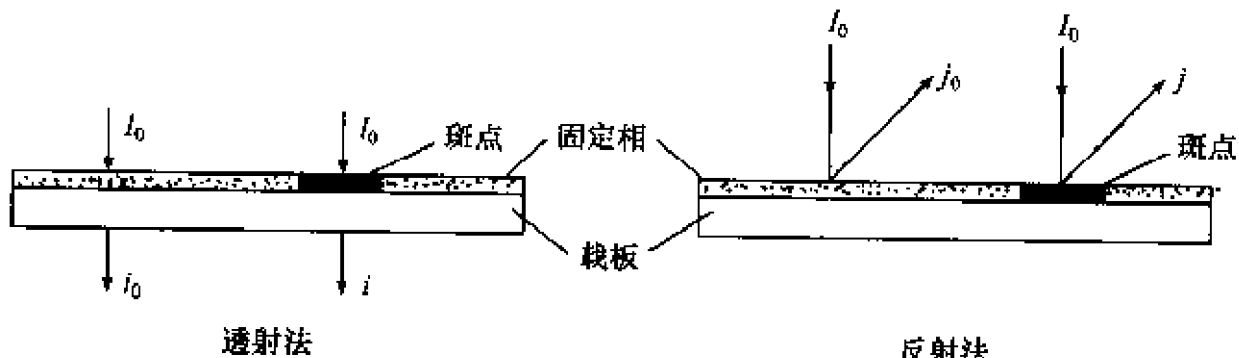 I₀ I₀
j₀ j
I₀ I₀ 斑点 固定相 斑点
载板
i₀ i
透射法 反射法